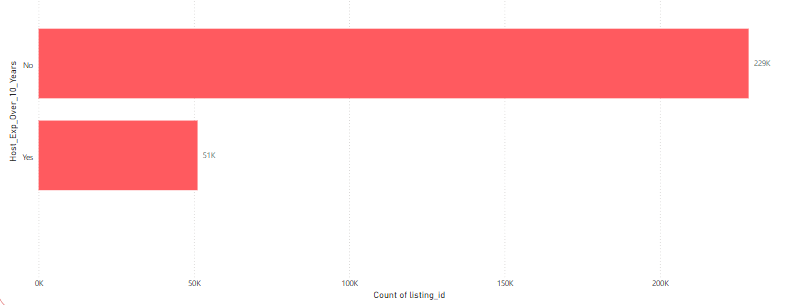 Host_Exp_Over_10_Years
No
229K
Yes
51K
0K
50K
100K
150K
200K
Count of listing_id